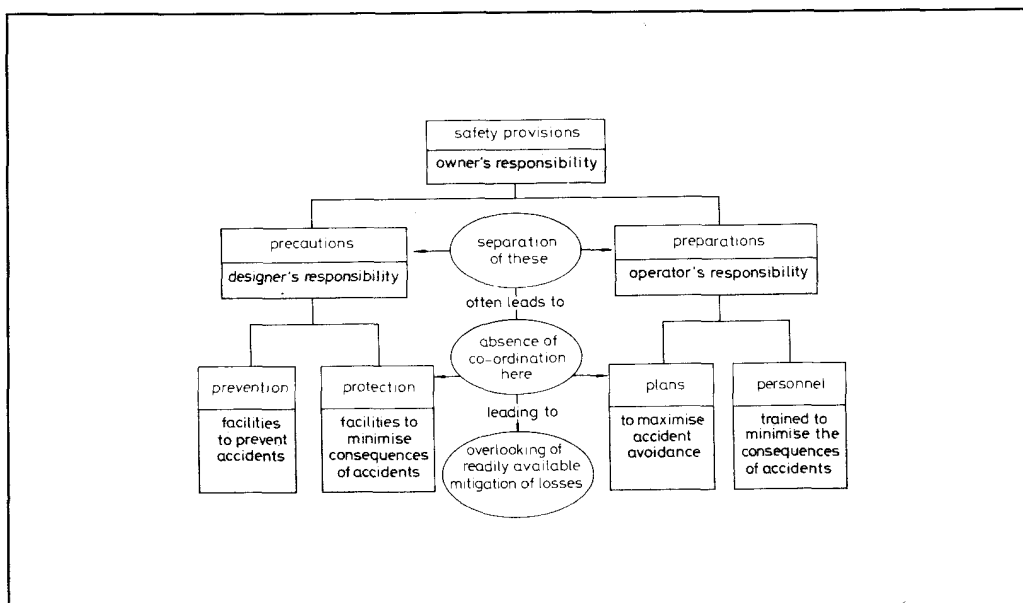 safety provisions
owner's responsibility
precautions
designer's responsibility
separation
of these
preparations
operator's responsibility
often leads to
absence of
co-ordination
here
prevention
facilities
to prevent
accidents
protection
facilities to
minimise
consequences
of accidents
leading to
overlooking of
readily available
mitigation of losses
plans
to maximise
accident
avoidance
personnel
trained to
minimise the
consequences
of accidents